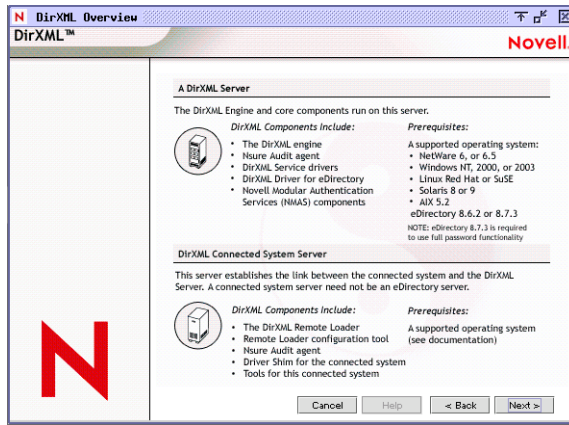 N DirXML Overview
DirXML™
Novell.
A DirXML Server
The DirXML Engine and core components run on this server.
DirXML Components Include:
• The DirXML engine
• Nsure Audit agent
• DirXML Service drivers
• DirXML Driver for eDirectory
• Novell Modular Authentication
Services (NMAS) components
Prerequisites:
A supported operating system:
• NetWare 6, or 6.5
• Windows NT, 2000, or 2003
• Linux Red Hat or SuSE
• Solaris 8 or 9
• AIX 5.2
eDirectory 8.6.2 or 8.7.3
NOTE: eDirectory 8.7.3 is required
to use full password functionality
DirXML Connected System Server
This server establishes the link between the connected system and the DirXML
Server. A connected system server need not be an eDirectory server.
DirXML Components Include:
• The DirXML Remote Loader
• Remote Loader configuration tool
• Nsure Audit agent
• Driver Shim for the connected system
• Tools for this connected system
Prerequisites:
A supported operating system
(see documentation)
N
Cancel
Help
< Back
Next >